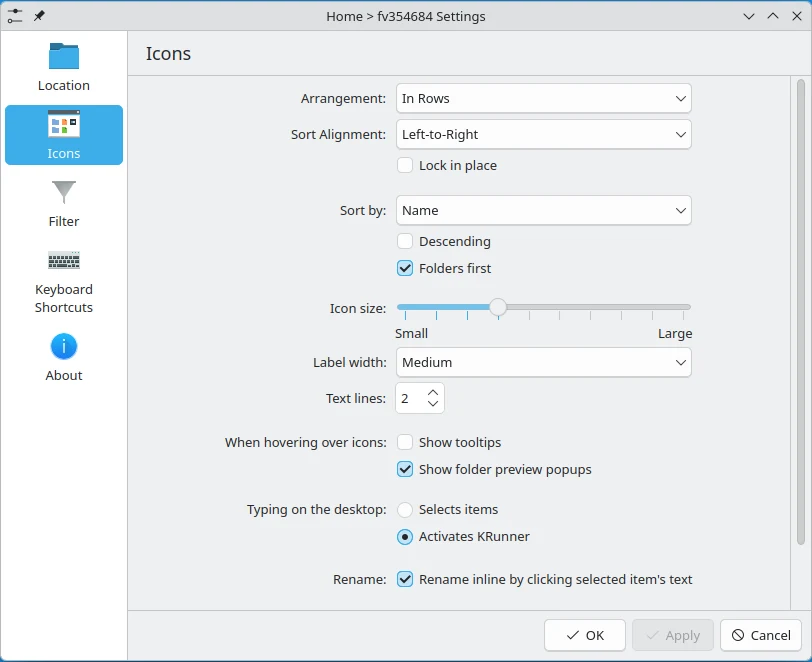 Home > fv354684 Settings
Location
Icons
Filter
Keyboard
Shortcuts
About
Icons
Arrangement: In Rows
Sort Alignment: Left-to-Right
Lock in place
Sort by: Name
Descending
Folders first
Icon size:
Small Large
Label width: Medium
Text lines: 2
When hovering over icons: Show tooltips
Show folder preview popups
Typing on the desktop: Selects items
Activates KRunner
Rename: Rename inline by clicking selected item's text
OK Apply Cancel